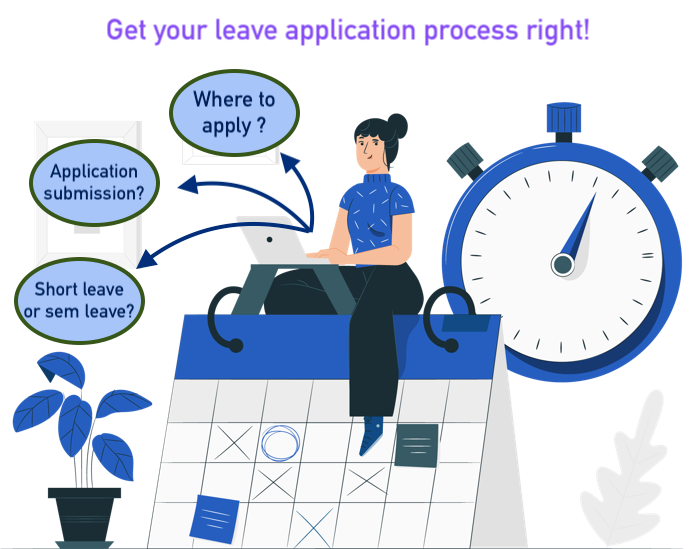 Get your leave application process right!
Where to
apply ?
Application
submission?
Short leave
or sem leave?